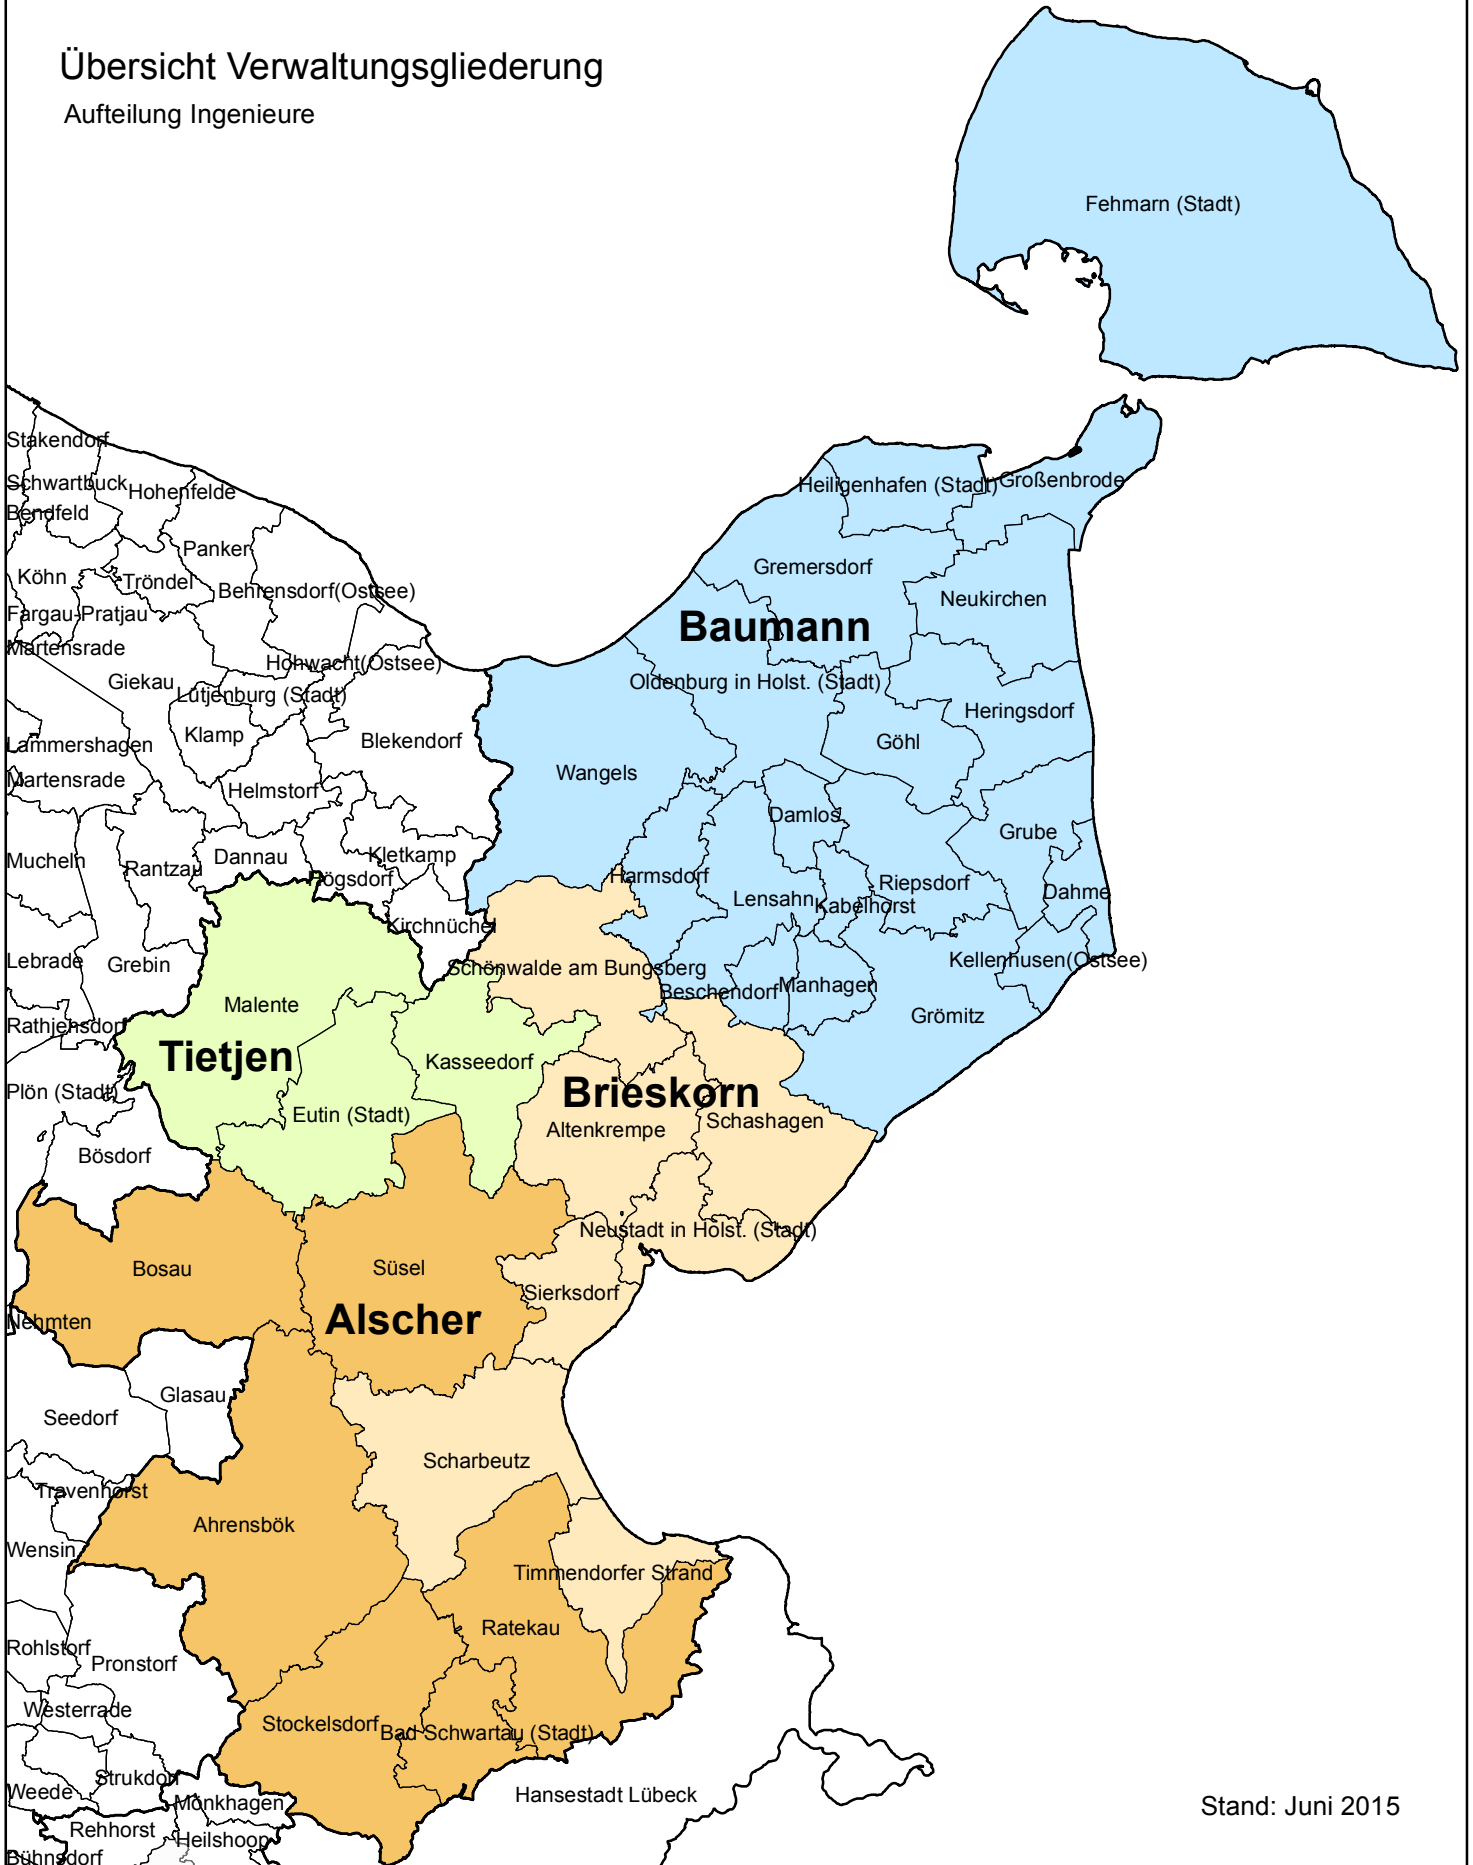 Übersicht Verwaltungsgliederung
Aufteilung Ingenieure
Fehmarn (Stadt)
Stakendorf
Schwartbuck
Hohenfelde
Heiligenhafen (Stadt)
Großenbrode
Bendfeld
Panker
Köhn
Tröndel
Behrensdorf(Ostsee)
Gremersdorf
Neukirchen
Fargau-Pratjau
Baumann
Martensrade
Hohwacht(Ostsee)
Giekau
Lütjenburg (Stadt)
Oldenburg in Holst. (Stadt)
Heringsdorf
Klamp
Blekendorf
Göhl
Lammershagen
Wangels
Martensrade
Helmstorf
Damlos
Grube
Mucheln
Rantzau
Dannau
Kletkamp
Högsdorf
Harmsdorf
Riepsdorf
Dahme
Lensahn
Kabelhorst
Kirchnüchel
Lebrade
Grebin
Schönwalde am Bungsberg
Kellenhusen(Ostsee)
Beschendorf
Manhagen
Malente
Grömitz
Rathjensdorf
Tietjen
Kasseedorf
Plön (Stadt)
Brieskorn
Eutin (Stadt)
Schashagen
Altenkrempe
Bösdorf
Neustadt in Holst. (Stadt)
Bosau
Süsel
Sierksdorf
Nehmten
Alscher
Glasau
Seedorf
Scharbeutz
Travenhorst
Ahrensbök
Wensin
Timmendorfer Strand
Ratekau
Rohlstorf
Pronstorf
Westerrade
Stockelsdorf
Bad Schwartau (Stadt)
Strukdorf
Weede
Mönkhagen
Hansestadt Lübeck
Stand: Juni 2015
Rehhorst
Heilshoop
Bühnsdorf